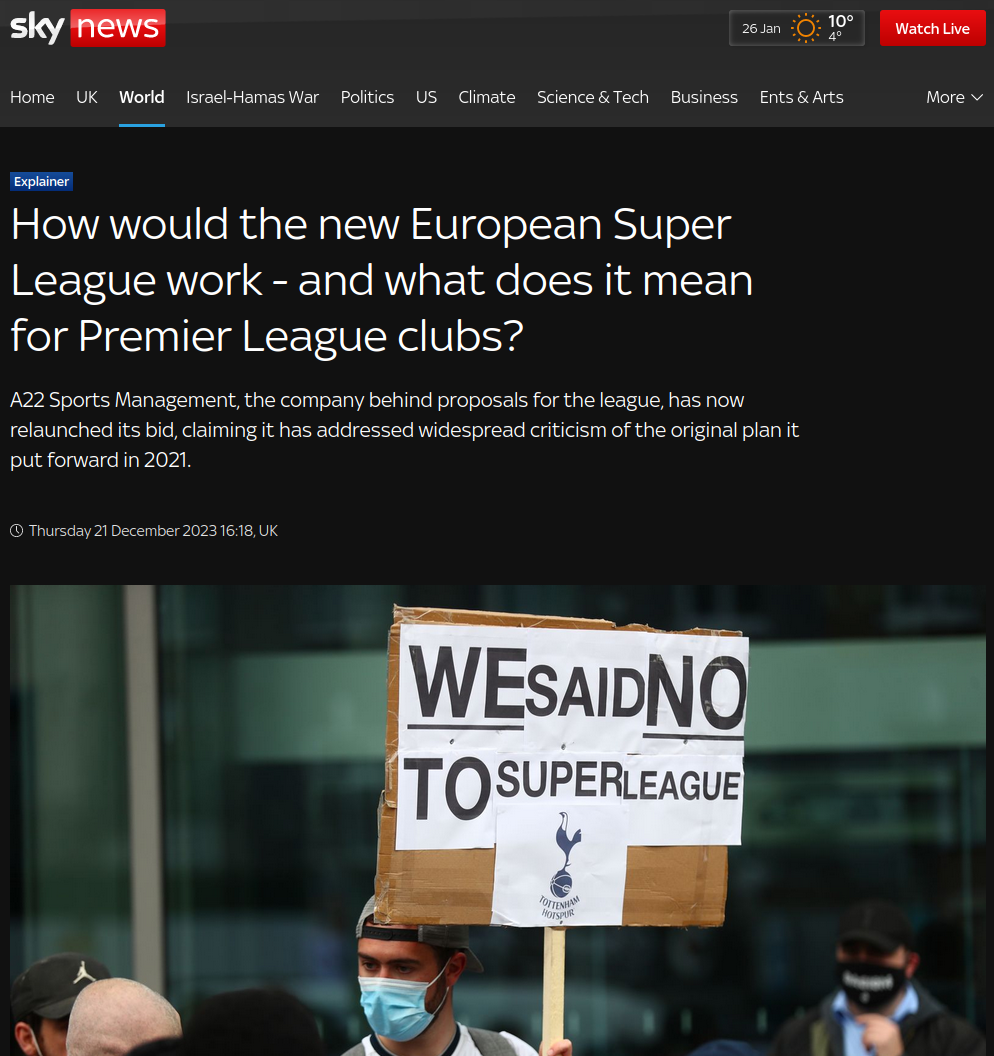 sky news
26 Jan 10° 4°
Watch Live
Home UK World Israel-Hamas War Politics US Climate Science & Tech Business Ents & Arts More
Explainer
How would the new European Super
League work - and what does it mean
for Premier League clubs?
A22 Sports Management, the company behind proposals for the league, has now
relaunched its bid, claiming it has addressed widespread criticism of the original plan it
put forward in 2021.
Thursday 21 December 2023 16:18, UK
WE SAID NO
TO SUPER LEAGUE
TOTTENHAM
HOTSPUR